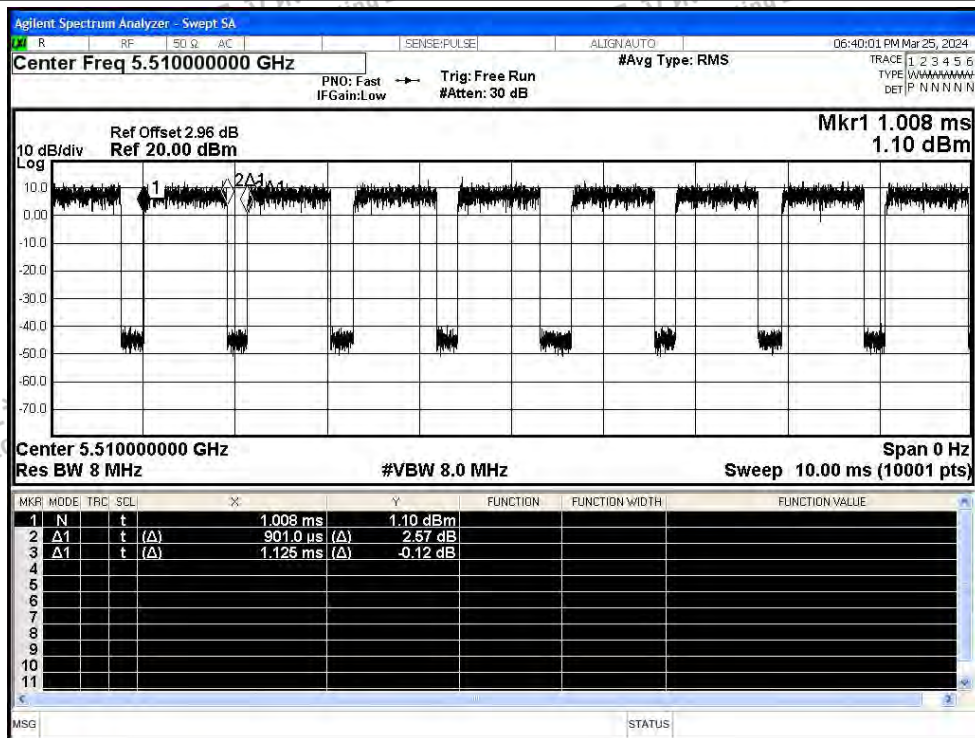 Agilent Spectrum Analyzer - Swept SA
R RF 50 Ω AC SENSE:PULSE ALIGN AUTO 06:40:01 PM Mar 25, 2024
Center Freq 5.510000000 GHz #Avg Type: RMS TRACE 1 2 3 4 5 6
PNO: Fast Trig: Free Run TYPE WWWWWW
IFGain:Low #Atten: 30 dB DET P N N N N N
Mkr1 1.008 ms
Ref Offset 2.96 dB
10 dB/div Ref 20.00 dBm 1.10 dBm
Log
10.0
0.00
-10.0
-20.0
-30.0
-40.0
-50.0
-60.0
-70.0
1 2Δ1
Center 5.510000000 GHz Span 0 Hz
Res BW 8 MHz #VBW 8.0 MHz Sweep 10.00 ms (10001 pts)
MKR MODE TRC SCL X Y FUNCTION FUNCTION WIDTH FUNCTION VALUE
1 N t 1.008 ms 1.10 dBm
2 Δ1 t (Δ) 901.0 µs (Δ) 2.57 dB
3 Δ1 t (Δ) 1.125 ms (Δ) -0.12 dB
4
5
6
7
8
9
10
11
MSG STATUS